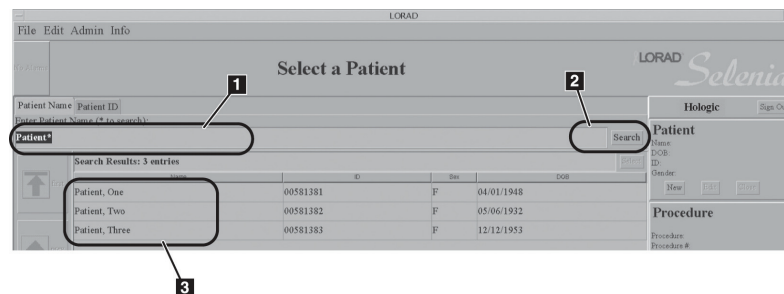 LORAD
File Edit Admin Info
Select a Patient
LORAD Selenia
1
2
Patient Name Patient ID
Hologic
Enter Patient Name (* to search):
Patient*
Search
Patient
Name:
DOB:
ID:
Gender:
Search Results: 3 entries
Select
Name ID Sex DOB
New Edit
Patient, One 00581381 F 04/01/1948
Patient, Two 00581382 F 05/06/1932
Procedure
Patient, Three 00581383 F 12/12/1953
Procedure:
Procedure #
3